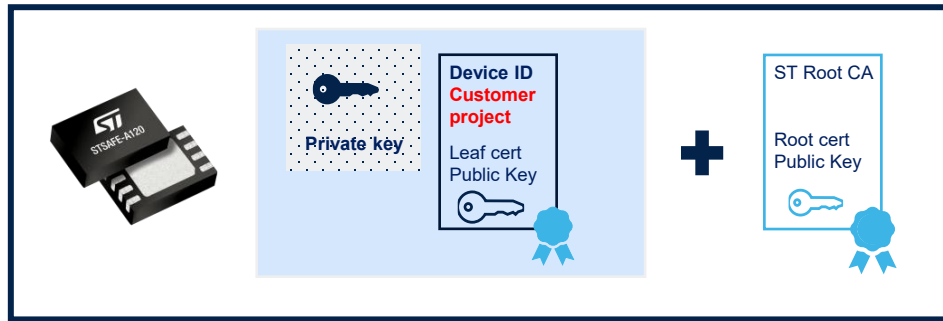 ST
STSAFE-A120
Private key
Device ID
Customer
project
Leaf cert
Public Key
ST Root CA
Root cert
Public Key